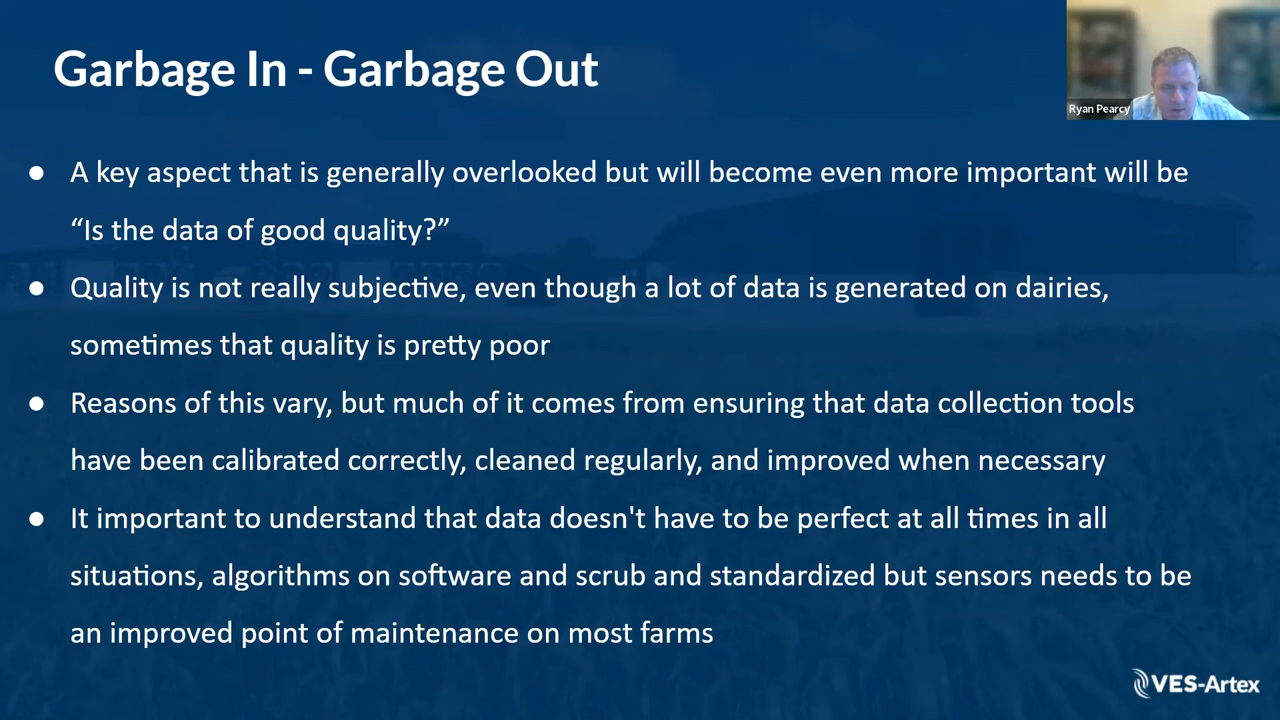 Garbage In - Garbage Out
Ryan Pearcy
● A key aspect that is generally overlooked but will become even more important will be
“Is the data of good quality?”
● Quality is not really subjective, even though a lot of data is generated on dairies,
sometimes that quality is pretty poor
● Reasons of this vary, but much of it comes from ensuring that data collection tools
have been calibrated correctly, cleaned regularly, and improved when necessary
● It important to understand that data doesn't have to be perfect at all times in all
situations, algorithms on software and scrub and standardized but sensors needs to be
an improved point of maintenance on most farms
VES-Artex